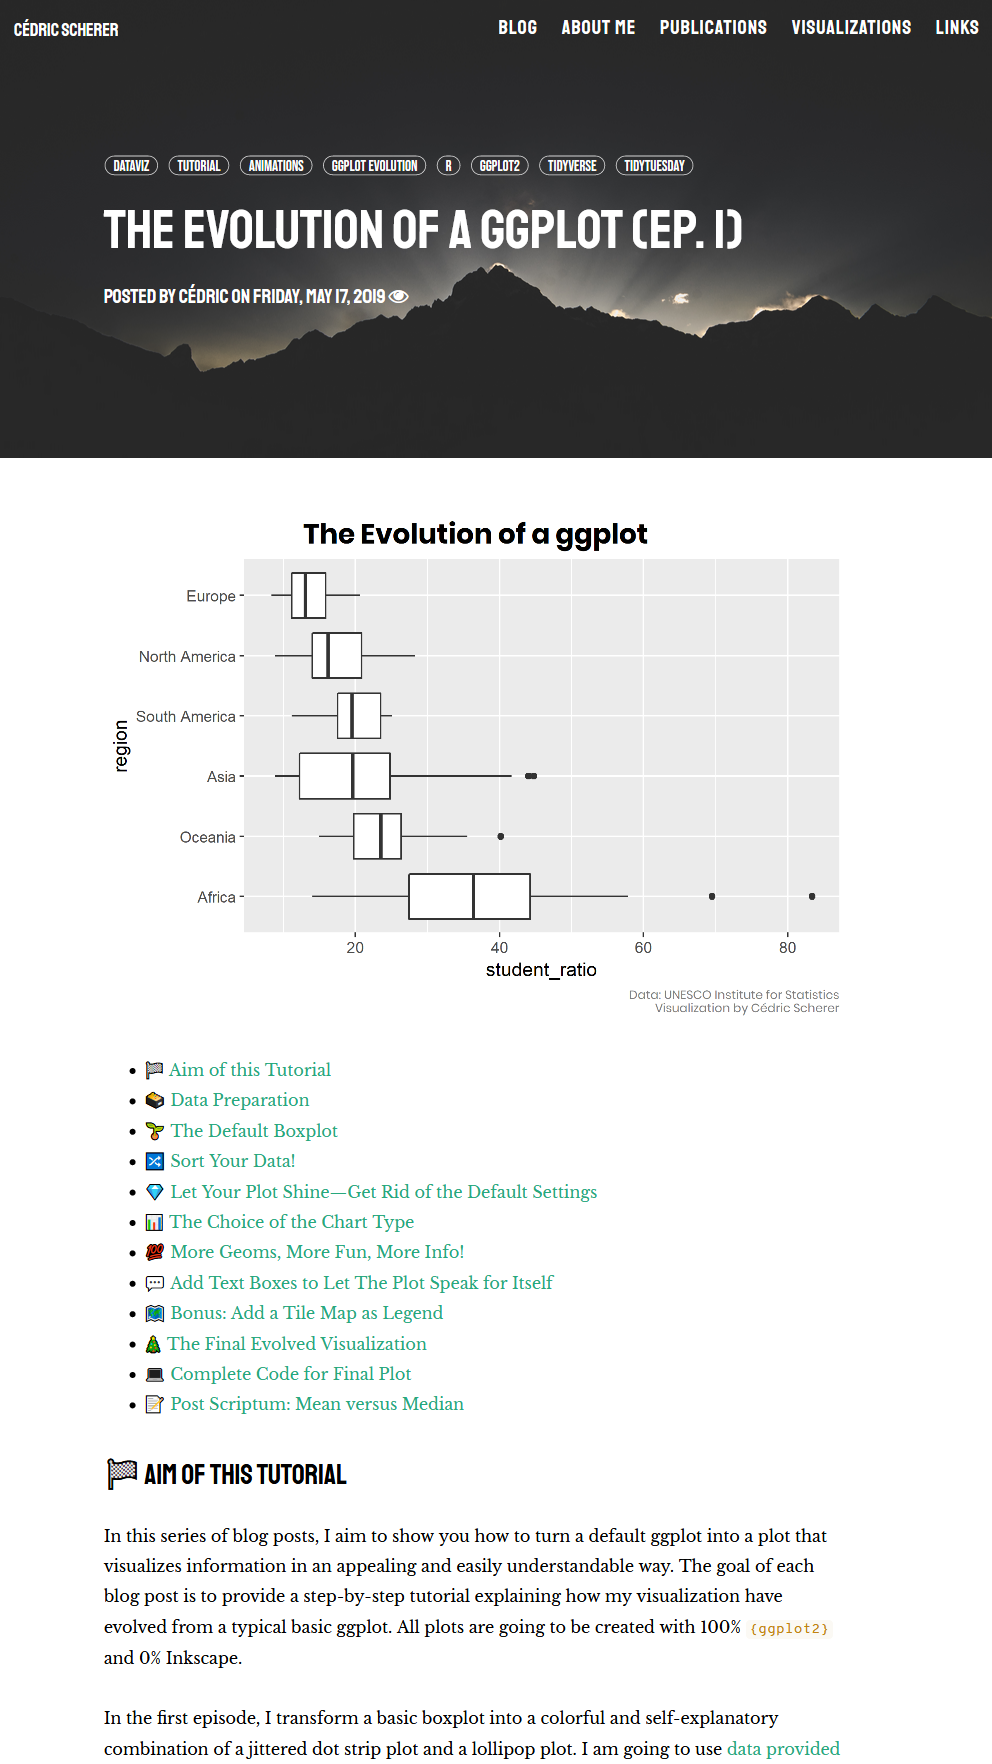 CÉDRIC SCHERER
BLOG ABOUT ME PUBLICATIONS VISUALIZATIONS LINKS
DATAVIZ TUTORIAL ANIMATIONS GGPLOT EVOLUTION R GGPLOT2 TIDYVERSE TIDYTUESDAY
THE EVOLUTION OF A GGPLOT (EP. 1)
POSTED BY CÉDRIC ON FRIDAY, MAY 17, 2019
The Evolution of a ggplot
Europe
North America
South America
Asia
Oceania
Africa
region
20 40 60 80
student_ratio
Data: UNESCO Institute for Statistics
Visualization by Cédric Scherer
Aim of this Tutorial
Data Preparation
The Default Boxplot
Sort Your Data!
Let Your Plot Shine—Get Rid of the Default Settings
The Choice of the Chart Type
💯 More Geoms, More Fun, More Info!
Add Text Boxes to Let The Plot Speak for Itself
Bonus: Add a Tile Map as Legend
The Final Evolved Visualization
Complete Code for Final Plot
Post Scriptum: Mean versus Median
AIM OF THIS TUTORIAL
In this series of blog posts, I aim to show you how to turn a default ggplot into a plot that
visualizes information in an appealing and easily understandable way. The goal of each
blog post is to provide a step-by-step tutorial explaining how my visualization have
evolved from a typical basic ggplot. All plots are going to be created with 100% {ggplot2}
and 0% Inkscape.
In the first episode, I transform a basic boxplot into a colorful and self-explanatory
combination of a jittered dot strip plot and a lollipop plot. I am going to use data provided